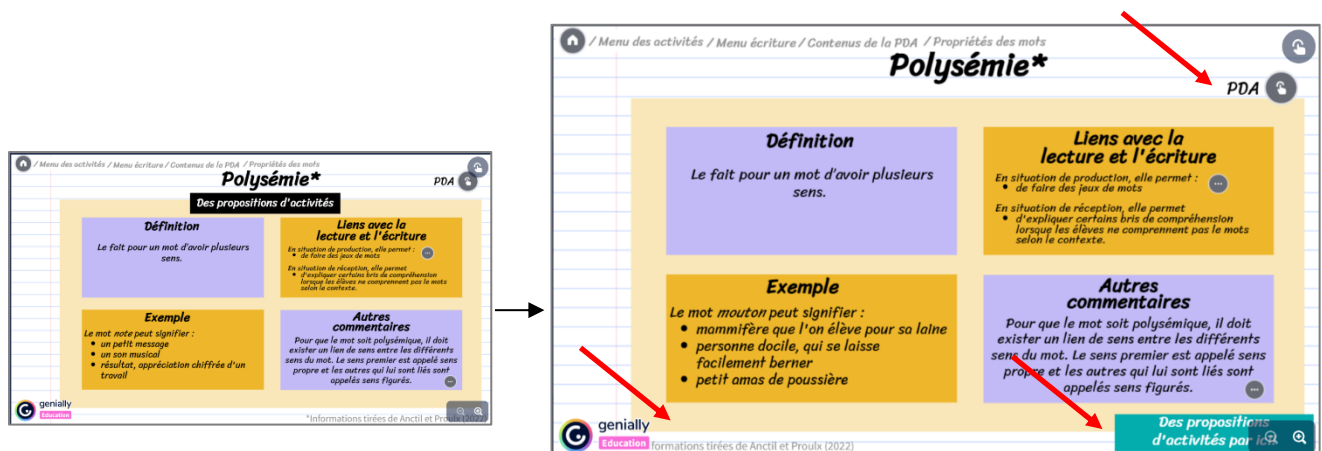 / Menu des activités / Menu écriture / Contenus de la PDA / Propriétés des mots
Polysémie*
PDA
Des propositions d'activités
Définition
Le fait pour un mot d'avoir plusieurs
sens.
Liens avec la
lecture et l'écriture
En situation de production, elle permet :
• de faire des jeux de mots
En situation de réception, elle permet
• d'expliquer certains bris de compréhension
lorsque les élèves ne comprennent pas le mots
selon le contexte.
Exemple
Le mot note peut signifier :
• un petit message
• un son musical
• résultat, appréciation chiffrée d'un
travail
Autres
commentaires
Pour que le mot soit polysémique, il doit
exister un lien de sens entre les différents
sens du mot. Le sens premier est appelé sens
propre et les autres qui lui sont liés sont
appelés sens figurés.
genially
Education
*Informations tirées de Anctil et Proulx (2022)
/ Menu des activités / Menu écriture / Contenus de la PDA / Propriétés des mots
Polysémie*
PDA
Définition
Le fait pour un mot d'avoir plusieurs
sens.
Liens avec la
lecture et l'écriture
En situation de production, elle permet :
• de faire des jeux de mots
En situation de réception, elle permet
• d'expliquer certains bris de compréhension
lorsque les élèves ne comprennent pas le mots
selon le contexte.
Exemple
Le mot mouton peut signifier :
• mammifère que l'on élève pour sa laine
• personne docile, qui se laisse
facilement berner
• petit amas de poussière
Autres
commentaires
Pour que le mot soit polysémique, il doit
exister un lien de sens entre les différents
sens du mot. Le sens premier est appelé sens
propre et les autres qui lui sont liés sont
appelés sens figurés.
genially
Education
formations tirées de Anctil et Proulx (2022)
Des propositions
d'activités par